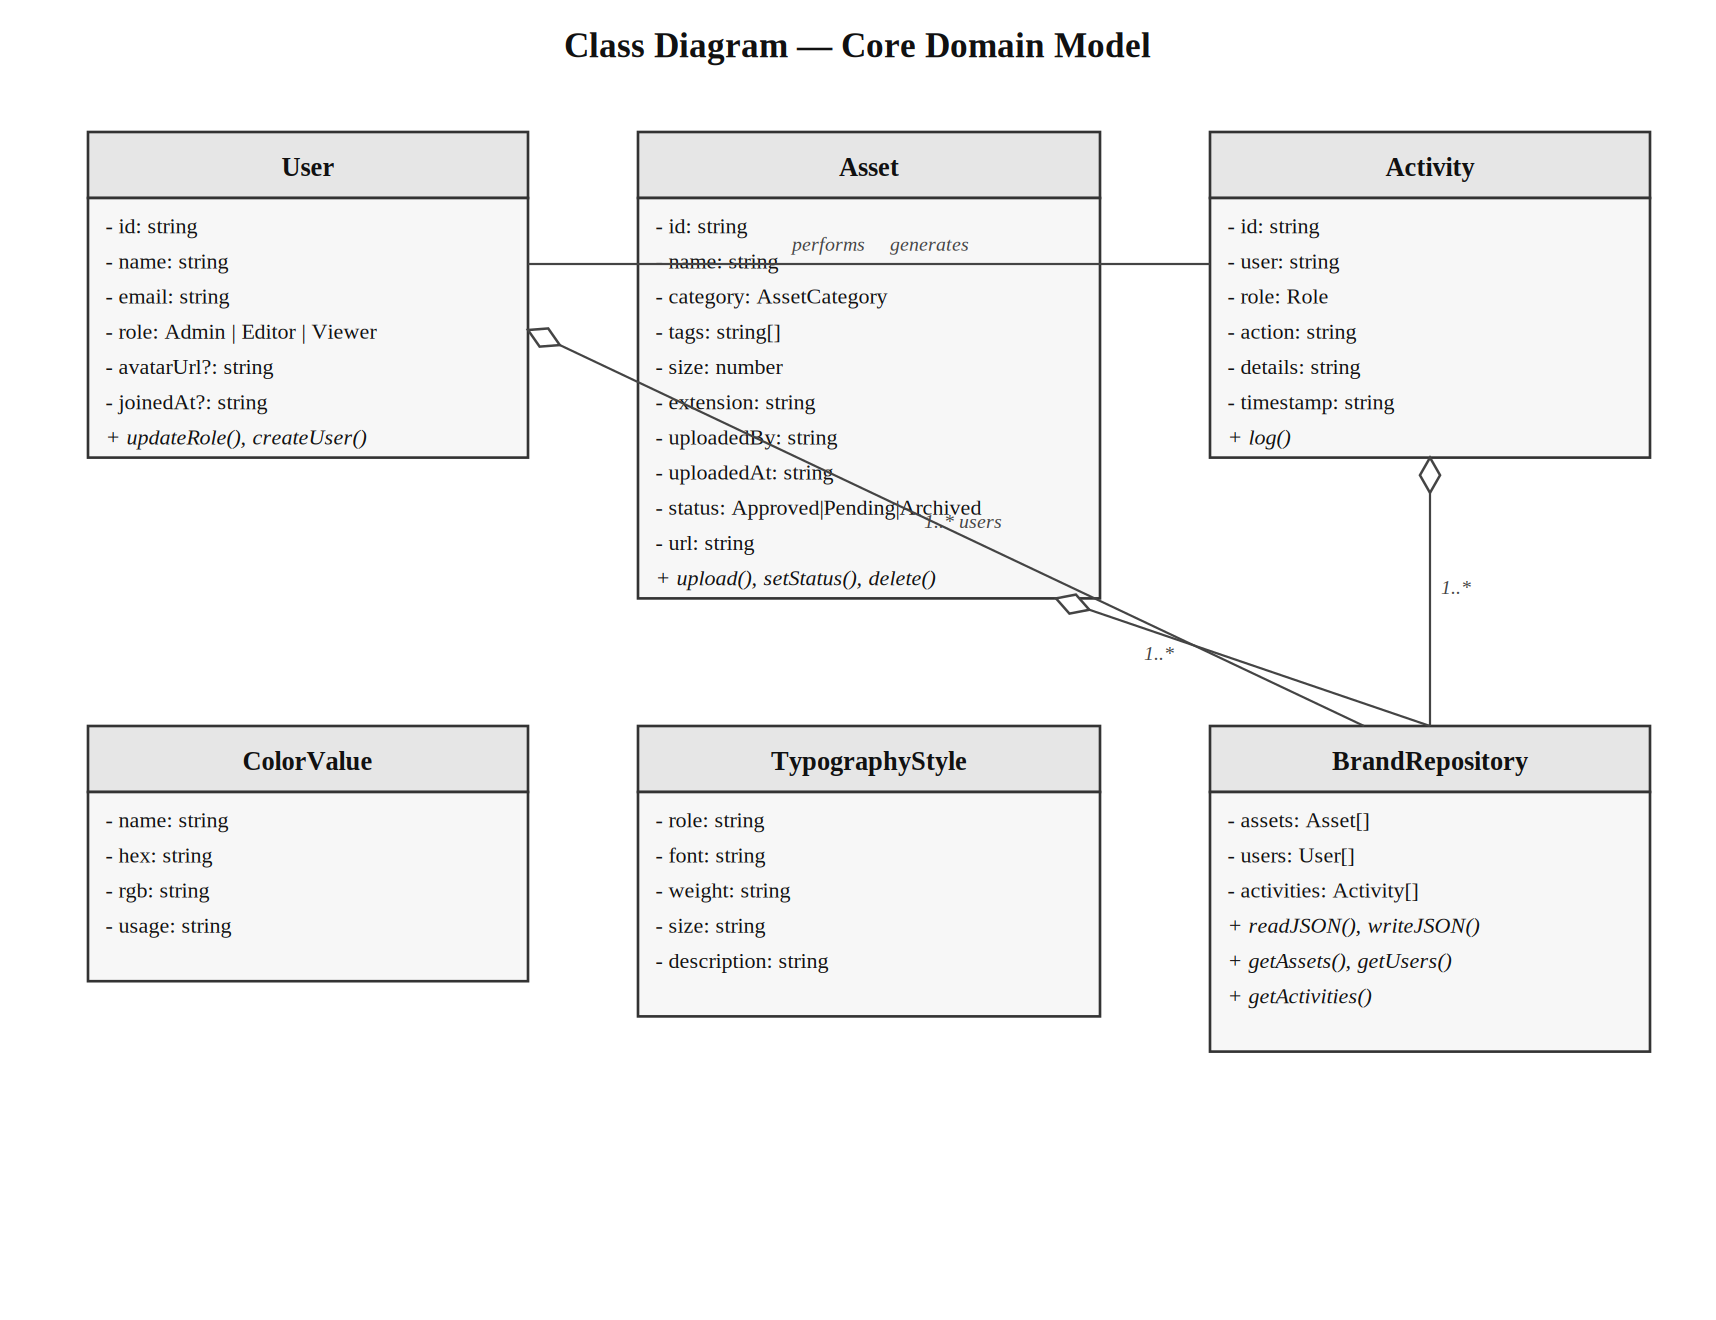 Class Diagram — Core Domain Model
User
- id: string
- name: string
- email: string
- role: Admin | Editor | Viewer
- avatarUrl?: string
- joinedAt?: string
+ updateRole(), createUser()
Asset
- id: string
- name: string
- category: AssetCategory
- tags: string[]
- size: number
- extension: string
- uploadedBy: string
- uploadedAt: string
- status: Approved|Pending|Archived
- url: string
+ upload(), setStatus(), delete()
performs generates
1..* users
Activity
- id: string
- user: string
- role: Role
- action: string
- details: string
- timestamp: string
+ log()
1..*
1..*
ColorValue
- name: string
- hex: string
- rgb: string
- usage: string
TypographyStyle
- role: string
- font: string
- weight: string
- size: string
- description: string
BrandRepository
- assets: Asset[]
- users: User[]
- activities: Activity[]
+ readJSON(), writeJSON()
+ getAssets(), getUsers()
+ getActivities()